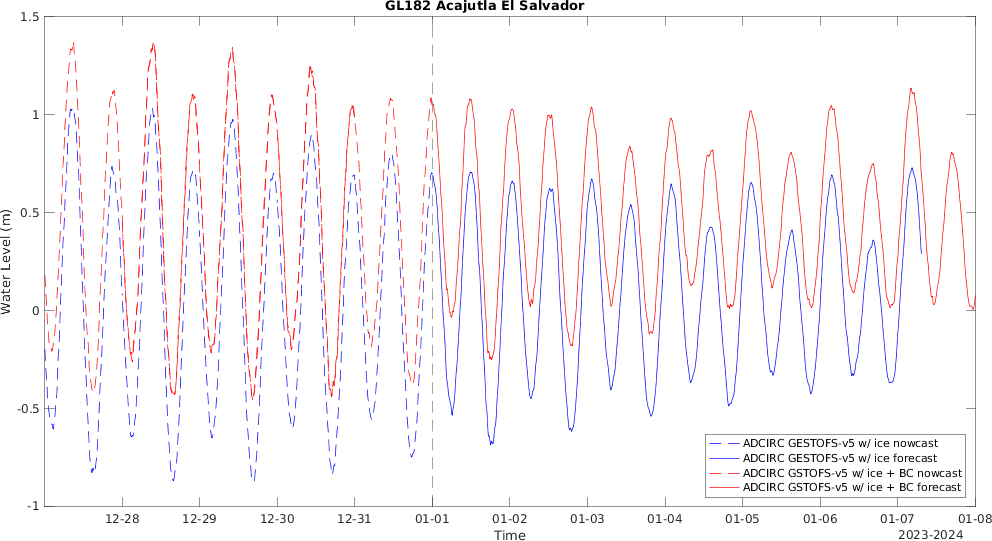 GL182 Acajutla El Salvador
1.5
1
0.5
0
-0.5
-1
Water Level (m)
ADCIRC GESTOFS-v5 w/ ice nowcast
ADCIRC GESTOFS-v5 w/ ice forecast
ADCIRC GSTOFS-v5 w/ ice + BC nowcast
ADCIRC GSTOFS-v5 w/ ice + BC forecast
12-28 12-29 12-30 12-31 01-01 01-02 01-03 01-04 01-05 01-06 01-07 01-08
Time
2023-2024